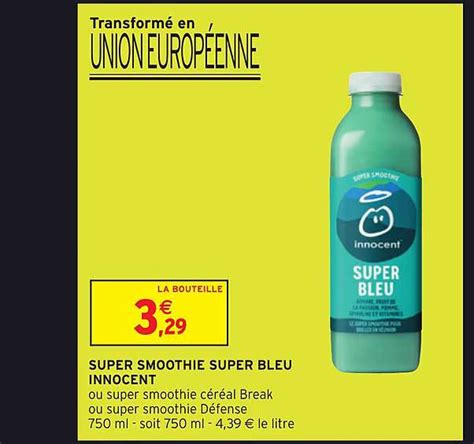 Transformé en
UNION EUROPÉENNE
SUPER SMOOTHIE
innocent
SUPER
BLEU
LA BOUTEILLE
3,€29
SUPER SMOOTHIE SUPER BLEU
INNOCENT
ou super smoothie céréal Break
ou super smoothie Défense
750 ml - soit 750 ml - 4,39 € le litre